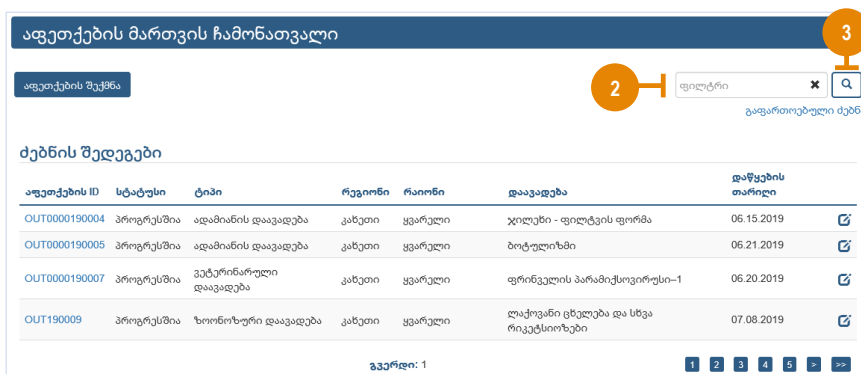 აფეთქების მართვის ჩამონათვალი
3
აფეთქების შექმნა
2
ფილტრი
გაფართოებული ძებნ
ძებნის შედეგები
აფეთქების ID სტატუსი ტიპი რეგიონი რაიონი დაავადება დაწყების თარიღი
OUT0000190004 პროგრესშია ადამიანის დაავადება კახეთი ყვარელი ჯილეხი - ფილტვის ფორმა 06.15.2019
OUT0000190005 პროგრესშია ადამიანის დაავადება კახეთი ყვარელი ბოტულიზმი 06.21.2019
OUT0000190007 პროგრესშია ვეტერინარული დაავადება კახეთი ყვარელი ფრინველის პარამიქსოვირუსი–1 06.20.2019
OUT190009 პროგრესშია ზოონოზური დაავადება კახეთი ყვარელი ლაქოვანი ცხელება და სხვა რიკეტსიოზები 07.08.2019
გვერდი: 1
1 2 3 4 5 > >>